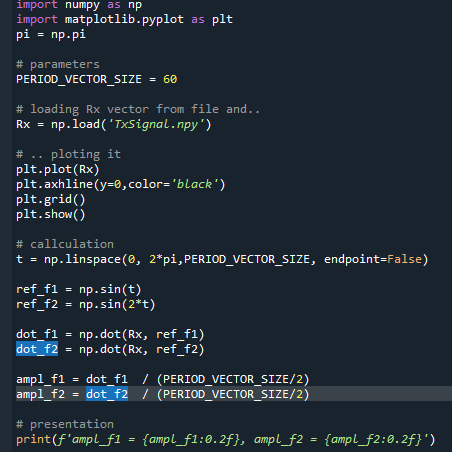 import numpy as np
import matplotlib.pyplot as plt
pi = np.pi
# parameters
PERIOD_VECTOR_SIZE = 60
# loading Rx vector from file and..
Rx = np.load('TxSignal.npy')
# .. ploting it
plt.plot(Rx)
plt.axhline(y=0,color='black')
plt.grid()
plt.show()
# callculation
t = np.linspace(0, 2*pi,PERIOD_VECTOR_SIZE, endpoint=False)
ref_f1 = np.sin(t)
ref_f2 = np.sin(2*t)
dot_f1 = np.dot(Rx, ref_f1)
dot_f2 = np.dot(Rx, ref_f2)
ampl_f1 = dot_f1  / (PERIOD_VECTOR_SIZE/2)
ampl_f2 = dot_f2  / (PERIOD_VECTOR_SIZE/2)
# presentation
print(f'ampl_f1 = {ampl_f1:0.2f}, ampl_f2 = {ampl_f2:0.2f}')